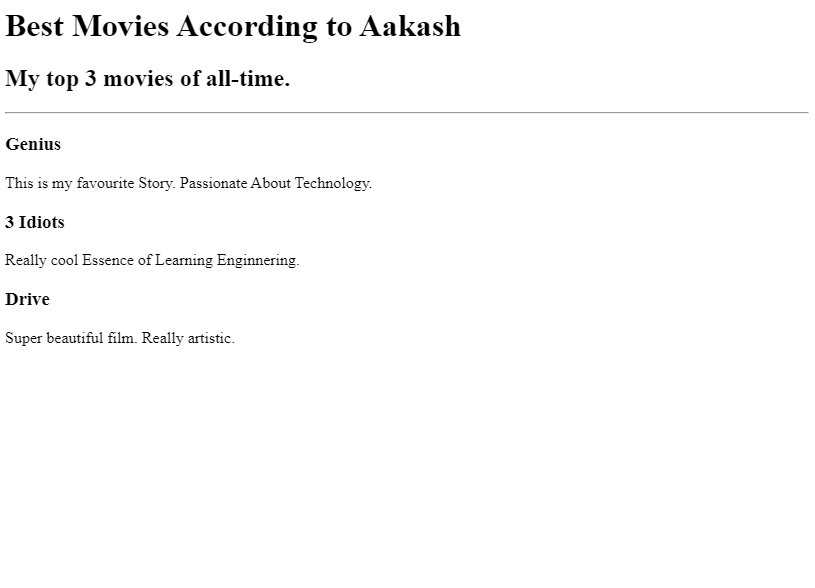 Best Movies According to Aakash
My top 3 movies of all-time.
Genius
This is my favourite Story. Passionate About Technology.
3 Idiots
Really cool Essence of Learning Enginnering.
Drive
Super beautiful film. Really artistic.